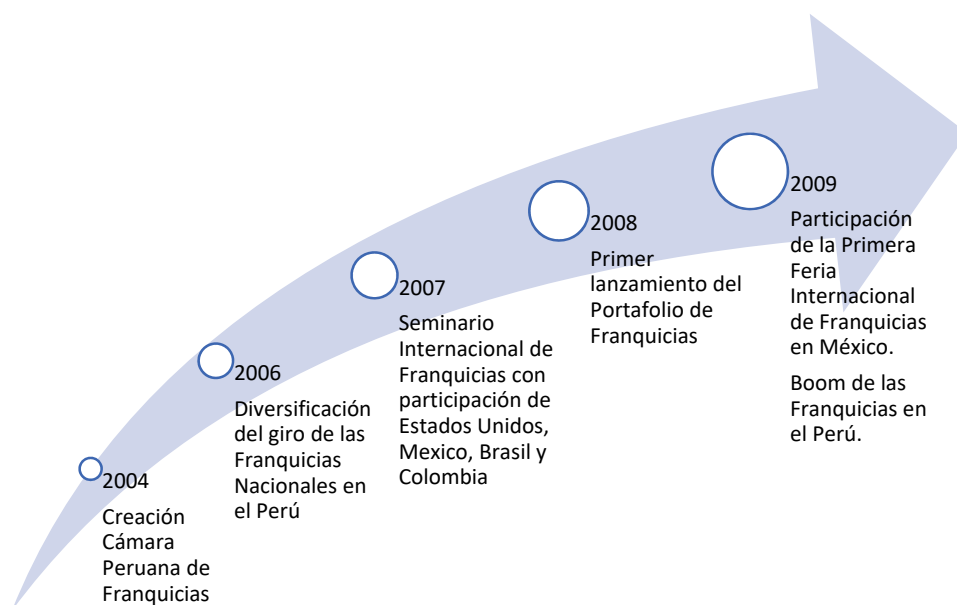 2004
Creación
Cámara
Peruana de
Franquicias
2006
Diversificación
del giro de las
Franquicias
Nacionales en
el Perú
2007
Seminario
Internacional de
Franquicias con
participación de
Estados Unidos,
Mexico, Brasil y
Colombia
2008
Primer
lanzamiento del
Portafolio de
Franquicias
2009
Participación
de la Primera
Feria
Internacional
de Franquicias
en México.
Boom de las
Franquicias en
el Perú.